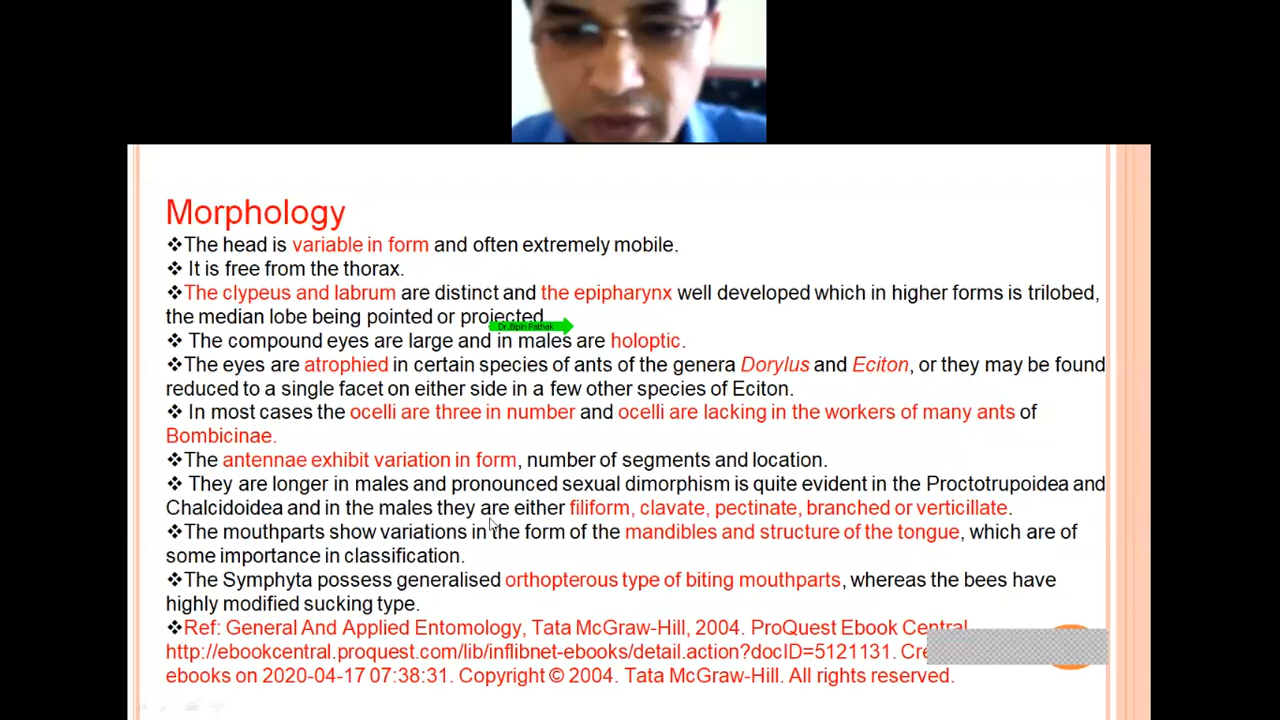 Morphology
❖The head is variable in form and often extremely mobile.
❖ It is free from the thorax.
❖The clypeus and labrum are distinct and the epipharynx well developed which in higher forms is trilobed,
the median lobe being pointed or projected.
Dr.Bipin Pathak
❖ The compound eyes are large and in males are holoptic.
❖The eyes are atrophied in certain species of ants of the genera Dorylus and Eciton, or they may be found
reduced to a single facet on either side in a few other species of Eciton.
❖ In most cases the ocelli are three in number and ocelli are lacking in the workers of many ants of
Bombicinae.
❖The antennae exhibit variation in form, number of segments and location.
❖ They are longer in males and pronounced sexual dimorphism is quite evident in the Proctotrupoidea and
Chalcidoidea and in the males they are either filiform, clavate, pectinate, branched or verticillate.
❖The mouthparts show variations in the form of the mandibles and structure of the tongue, which are of
some importance in classification.
❖The Symphyta possess generalised orthopterous type of biting mouthparts, whereas the bees have
highly modified sucking type.
❖Ref: General And Applied Entomology, Tata McGraw-Hill, 2004. ProQuest Ebook Central,
http://ebookcentral.proquest.com/lib/inflibnet-ebooks/detail.action?docID=5121131.
ebooks on 2020-04-17 07:38:31. Copyright © 2004. Tata McGraw-Hill. All rights reserved.